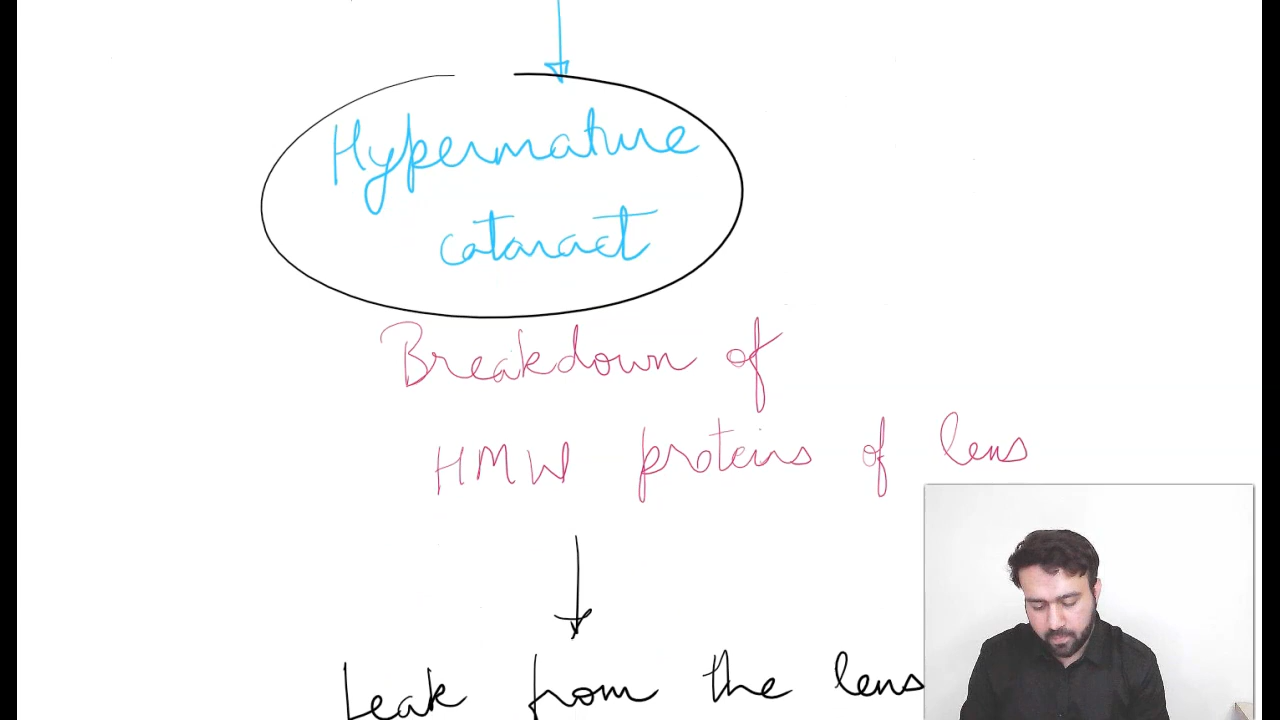 Hypermature
cataract
Breakdown of
HMW proteins of lens
Leak from the lens